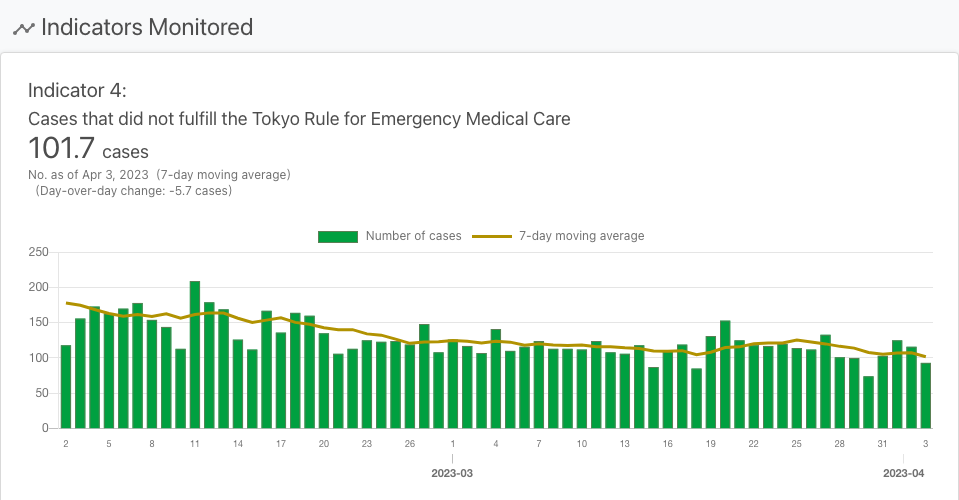 Indicators Monitored
Indicator 4:
Cases that did not fulfill the Tokyo Rule for Emergency Medical Care
101.7 cases
No. as of Apr 3, 2023 (7-day moving average)
(Day-over-day change: -5.7 cases)
Number of cases 7-day moving average
250
200
150
100
50
0
2 5 8 11 14 17 20 23 26 1 4 7 10 13 16 19 22 25 28 31 3
2023-03 2023-04